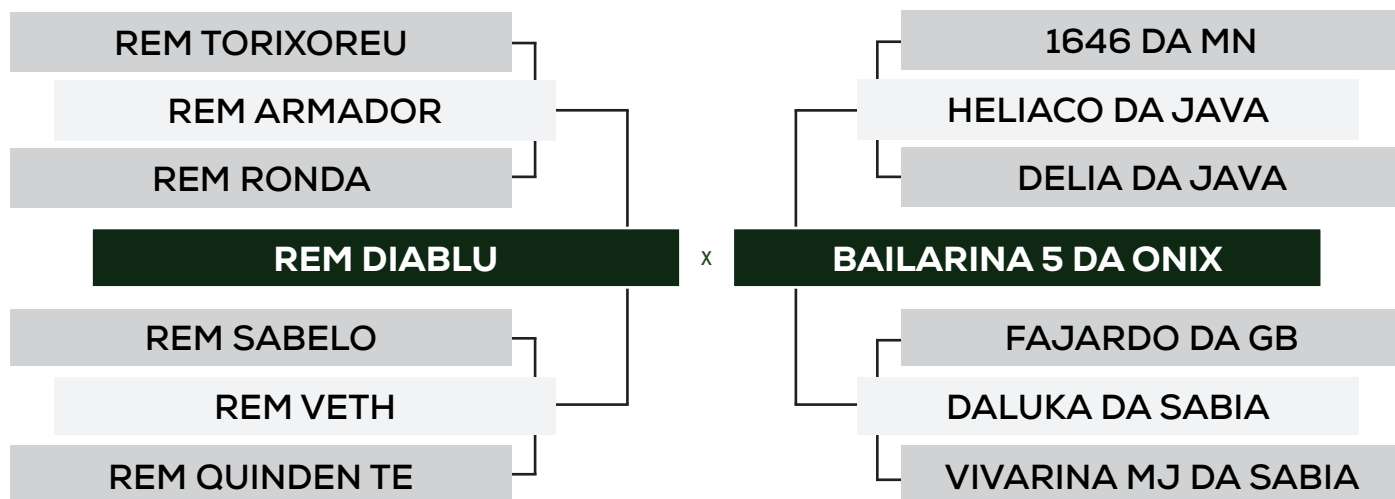 REM TORIXOREU
REM ARMADOR
REM RONDA
REM DIABLU
REM SABELO
REM VETH
REM QUINDEN TE
X
1646 DA MN
HELIACO DA JAVA
DELIA DA JAVA
BAILARINA 5 DA ONIX
FAJARDO DA GB
DALUKA DA SABIA
VIVARINA MJ DA SABIA